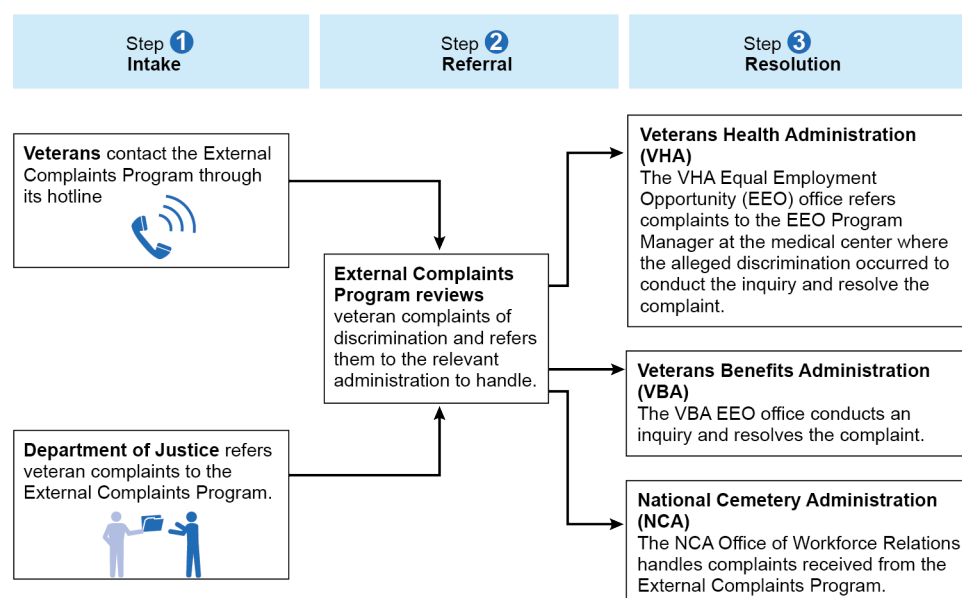 Step 1
Intake
Step 2
Referral
Step 3
Resolution
Veterans contact the External
Complaints Program through
its hotline
Department of Justice refers
veteran complaints to the
External Complaints Program.
External Complaints
Program reviews
veteran complaints of
discrimination and refers
them to the relevant
administration to handle.
Veterans Health Administration
(VHA)
The VHA Equal Employment
Opportunity (EEO) office refers
complaints to the EEO Program
Manager at the medical center where
the alleged discrimination occurred to
conduct the inquiry and resolve the
complaint.
Veterans Benefits Administration
(VBA)
The VBA EEO office conducts an
inquiry and resolves the complaint.
National Cemetery Administration
(NCA)
The NCA Office of Workforce Relations
handles complaints received from the
External Complaints Program.